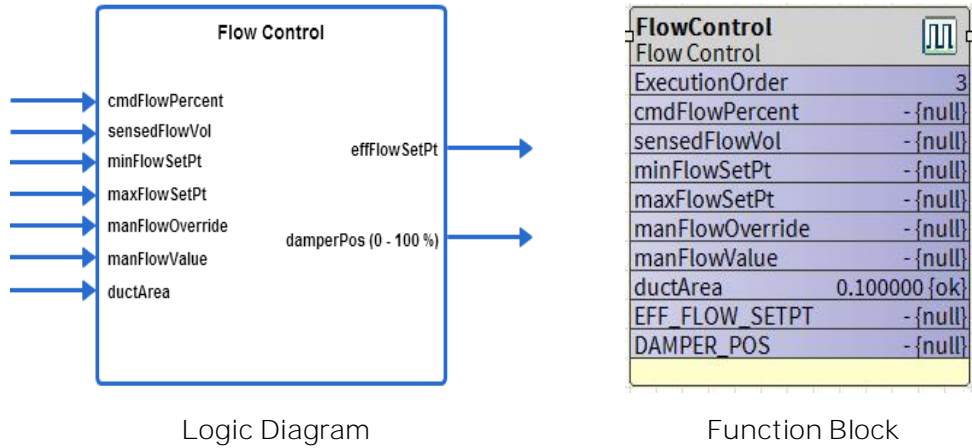 Flow Control
cmdFlowPercent
sensedFlowVol
minFlowSetPt
maxFlowSetPt
manFlowOverride
manFlowValue
ductArea
effFlowSetPt
damperPos (0 - 100 %)
Logic Diagram
FlowControl
Flow Control
ExecutionOrder 3
cmdFlowPercent - {null}
sensedFlowVol - {null}
minFlowSetPt - {null}
maxFlowSetPt - {null}
manFlowOverride - {null}
manFlowValue - {null}
ductArea 0.100000 {ok}
EFF_FLOW_SETPT - {null}
DAMPER_POS - {null}
Function Block